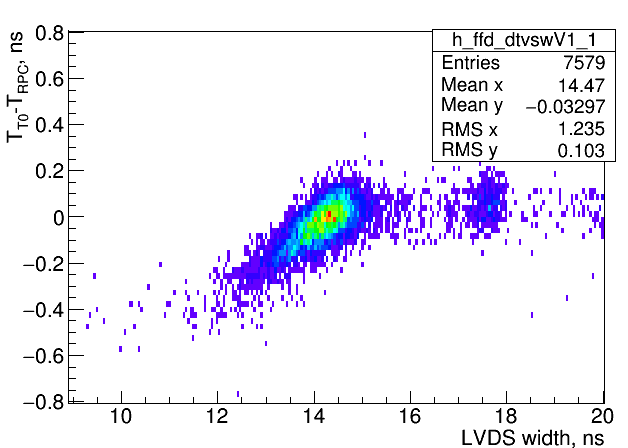 h_ffd_dtvswV1_1
Entries 7579
Mean x 14.47
Mean y −0.03297
RMS x 1.235
RMS y 0.103
T_T0-T_RPC, ns
0.8
0.6
0.4
0.2
0
−0.2
−0.4
−0.6
−0.8
10 12 14 16 18 20
LVDS width, ns